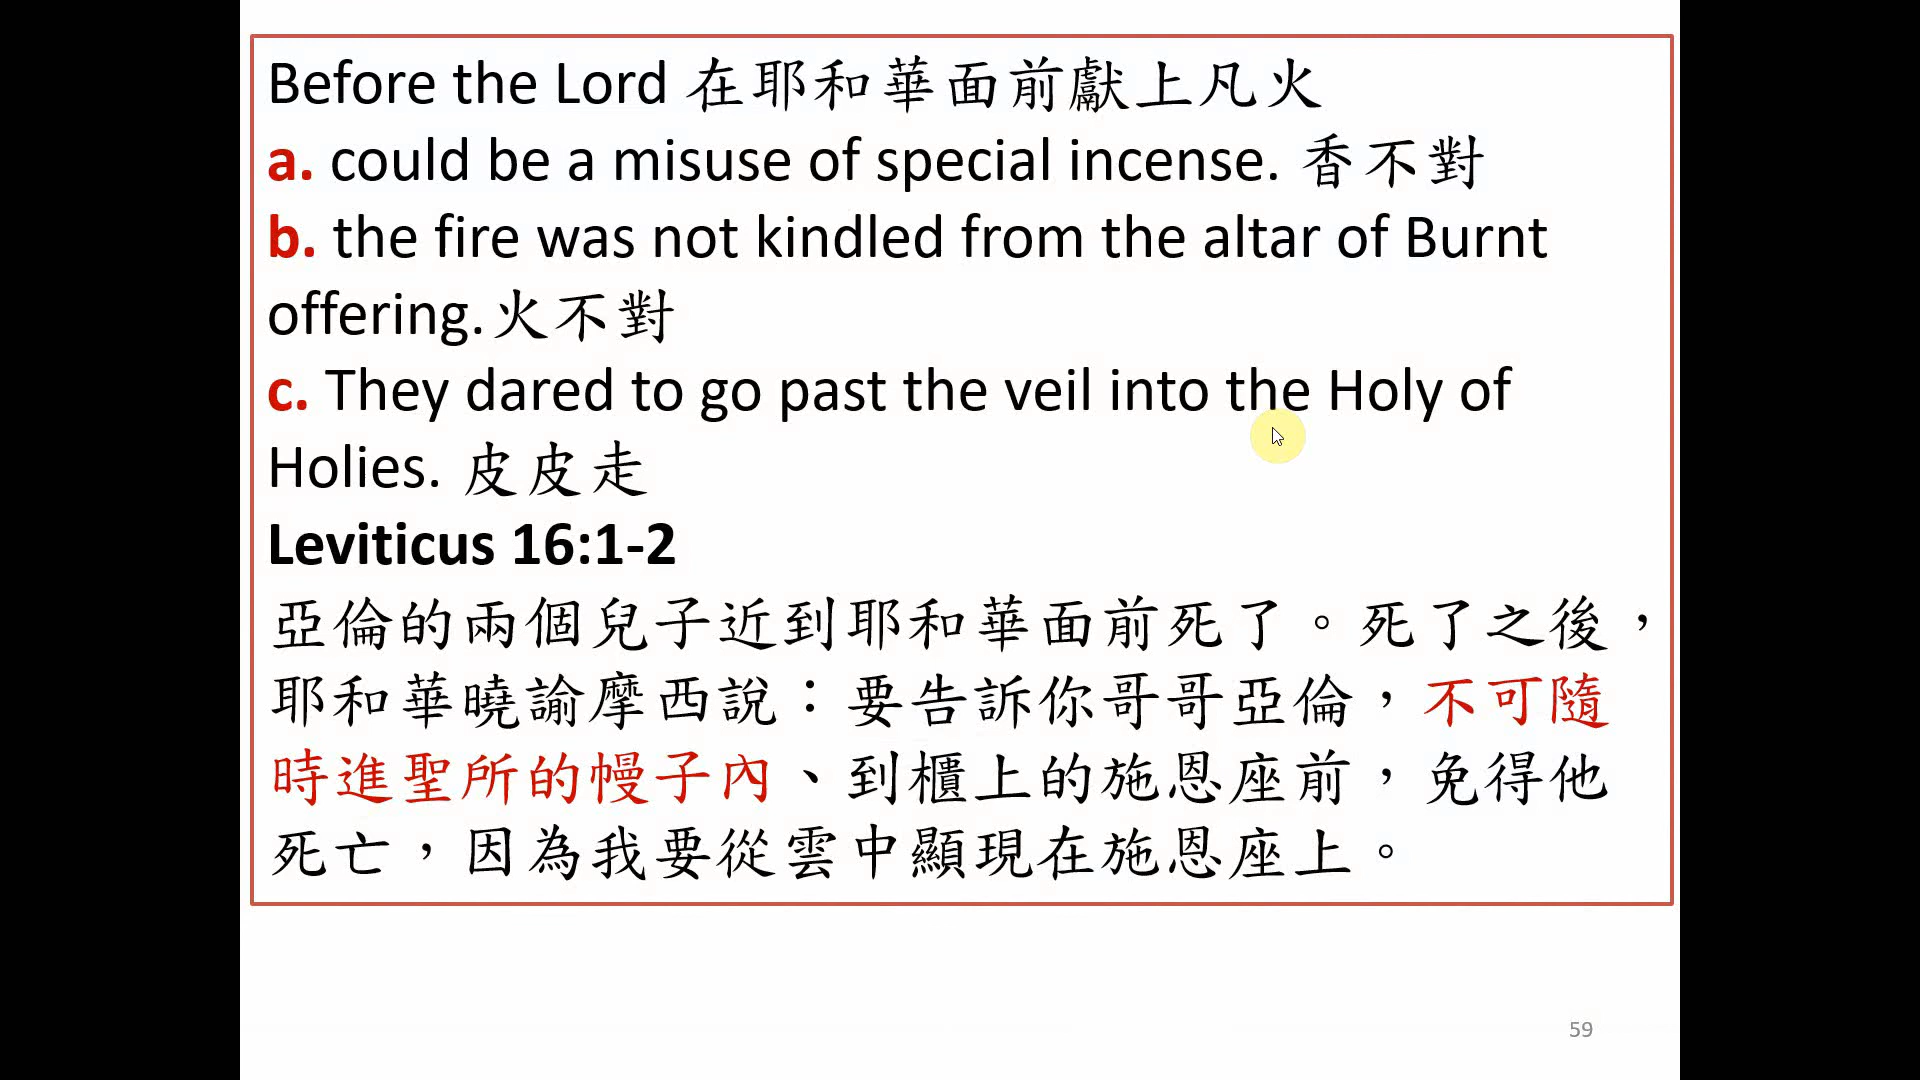 Before the Lord 在耶和華面前獻上凡火
a. could be a misuse of special incense. 香不對
b. the fire was not kindled from the altar of Burnt
offering.火不對
c. They dared to go past the veil into the Holy of
Holies. 皮皮走
Leviticus 16:1-2
亞倫的兩個兒子近到耶和華面前死了。死了之後，
耶和華曉諭摩西說：要告訴你哥哥亞倫，不可隨
時進聖所的幔子內、到櫃上的施恩座前，免得他
死亡，因為我要從雲中顯現在施恩座上。
59